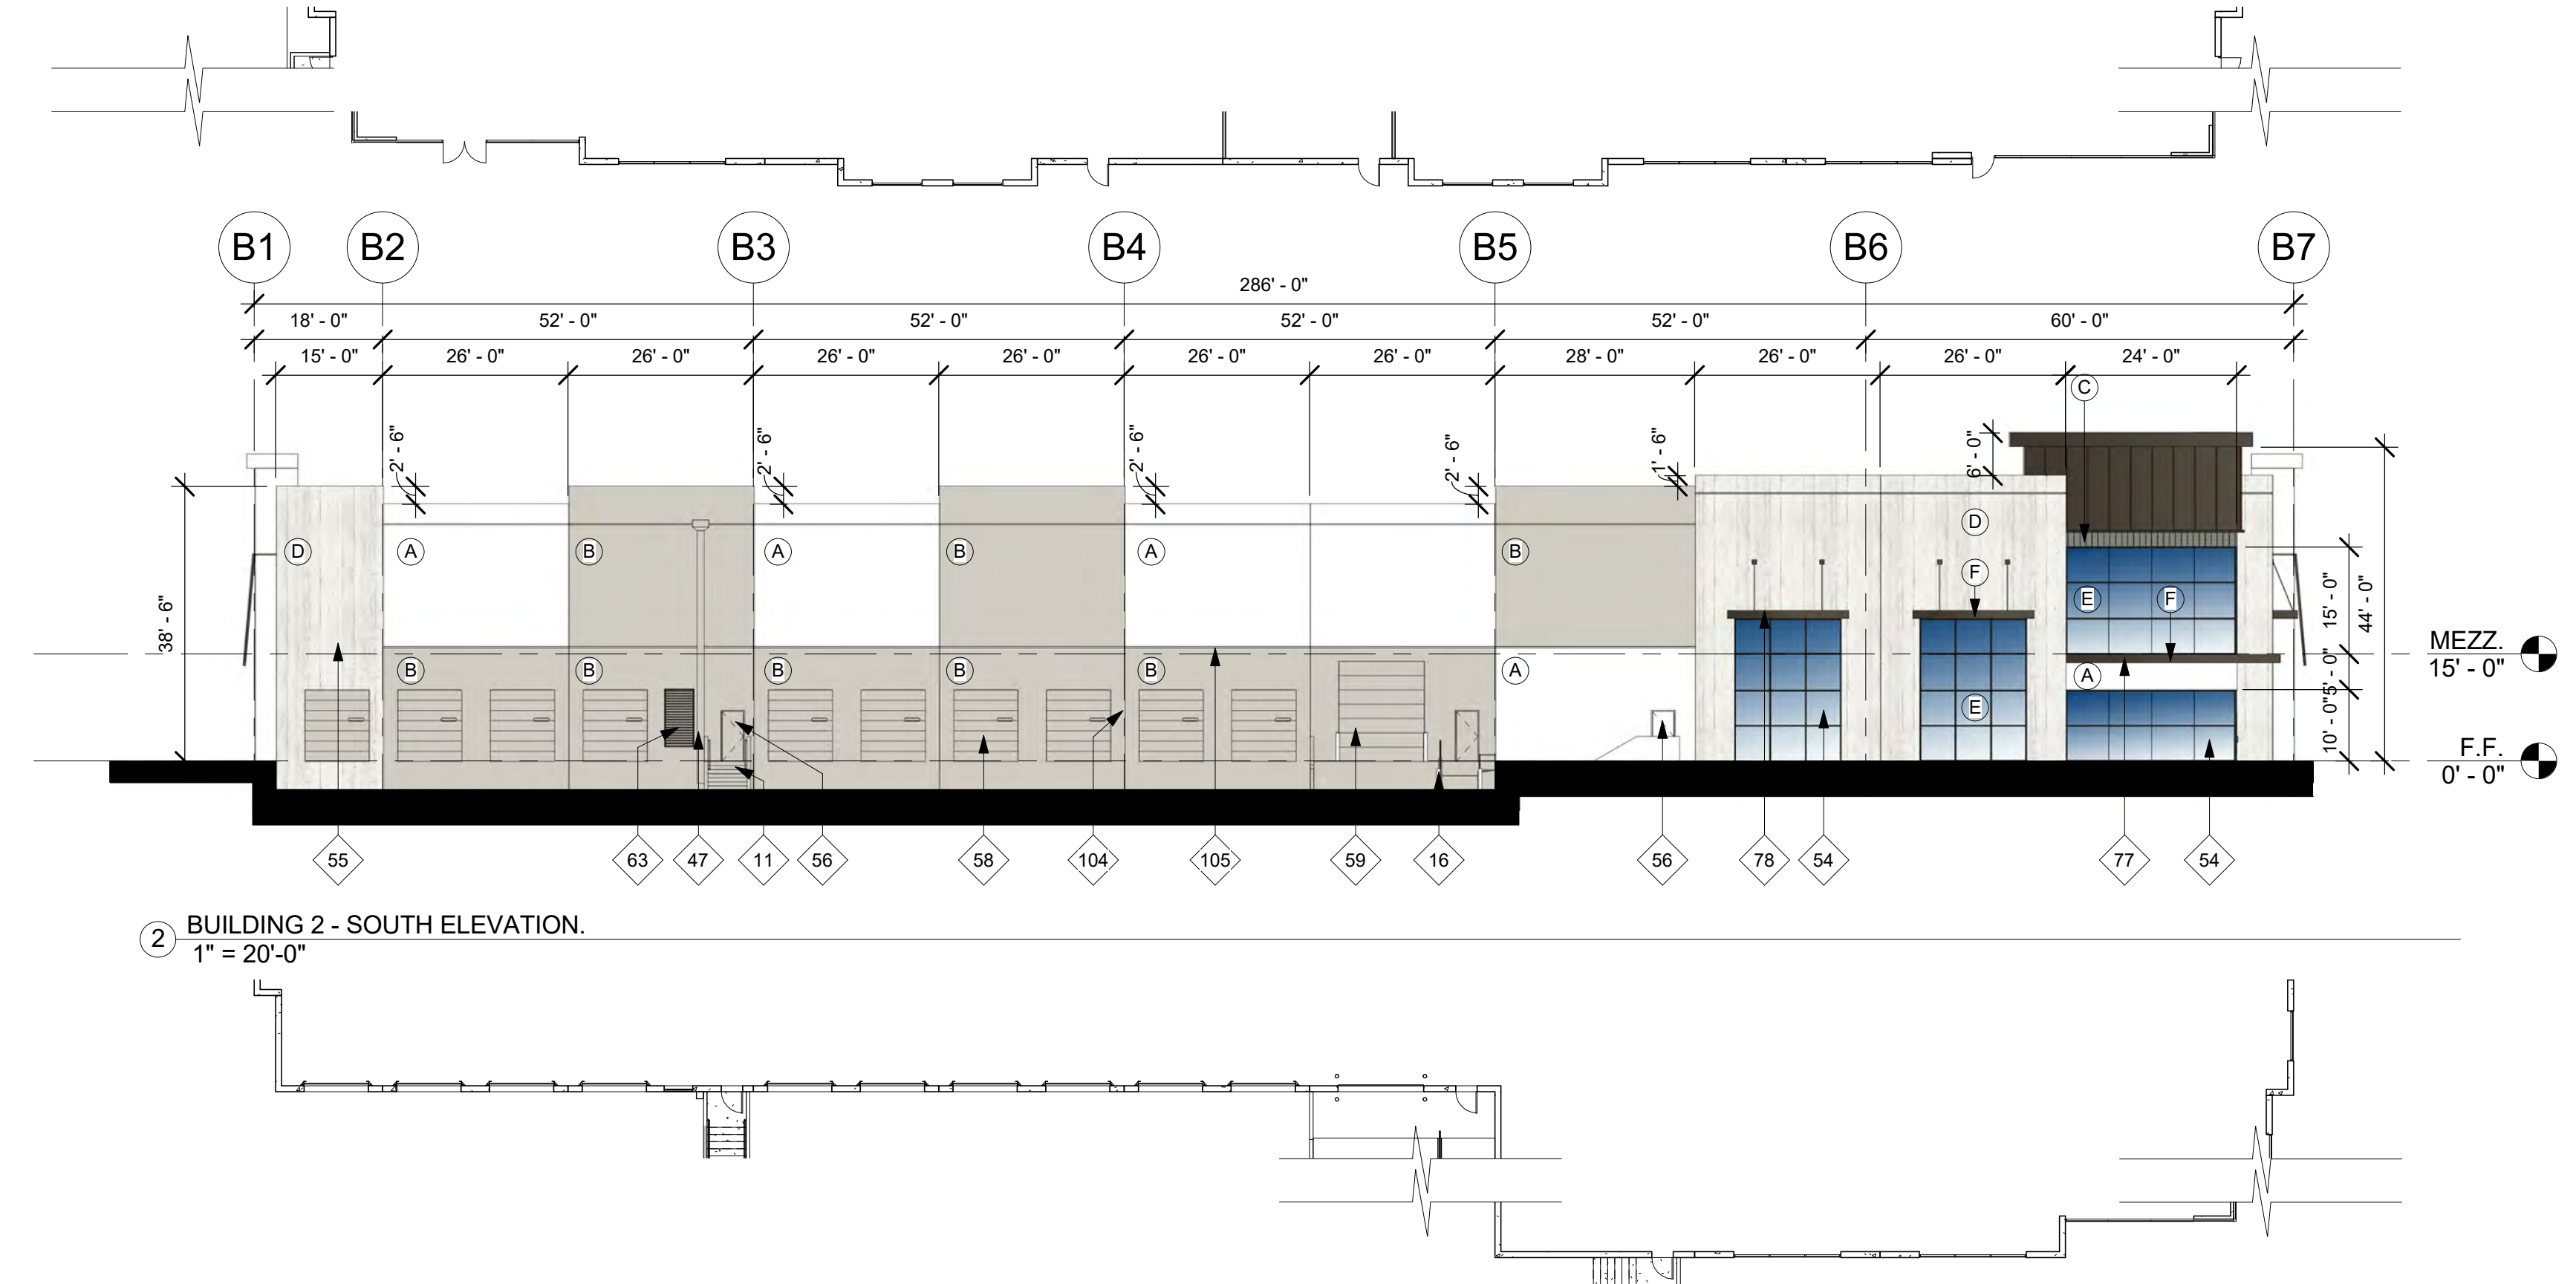 B1 B2 B3 B4 B5 B6 B7
286' - 0"
18' - 0" 52' - 0" 52' - 0" 52' - 0" 52' - 0" 60' - 0"
15' - 0" 26' - 0" 26' - 0" 26' - 0" 26' - 0" 26' - 0" 26' - 0" 28' - 0" 26' - 0" 26' - 0" 24' - 0"
C
2' - 6" 2' - 6" 2' - 6" 2' - 6" 1' - 6" 6' - 0"
D A B A B A B D
F
E F
38' - 6" 15' - 0" 44' - 0"
MEZZ.
15' - 0"
B B B B B A A
5' - 0"
E
10' - 0"
F.F.
0' - 0"
55 63 47 11 56 58 104 105 59 16 56 78 54 77 54
2 BUILDING 2 - SOUTH ELEVATION.
1" = 20'-0"